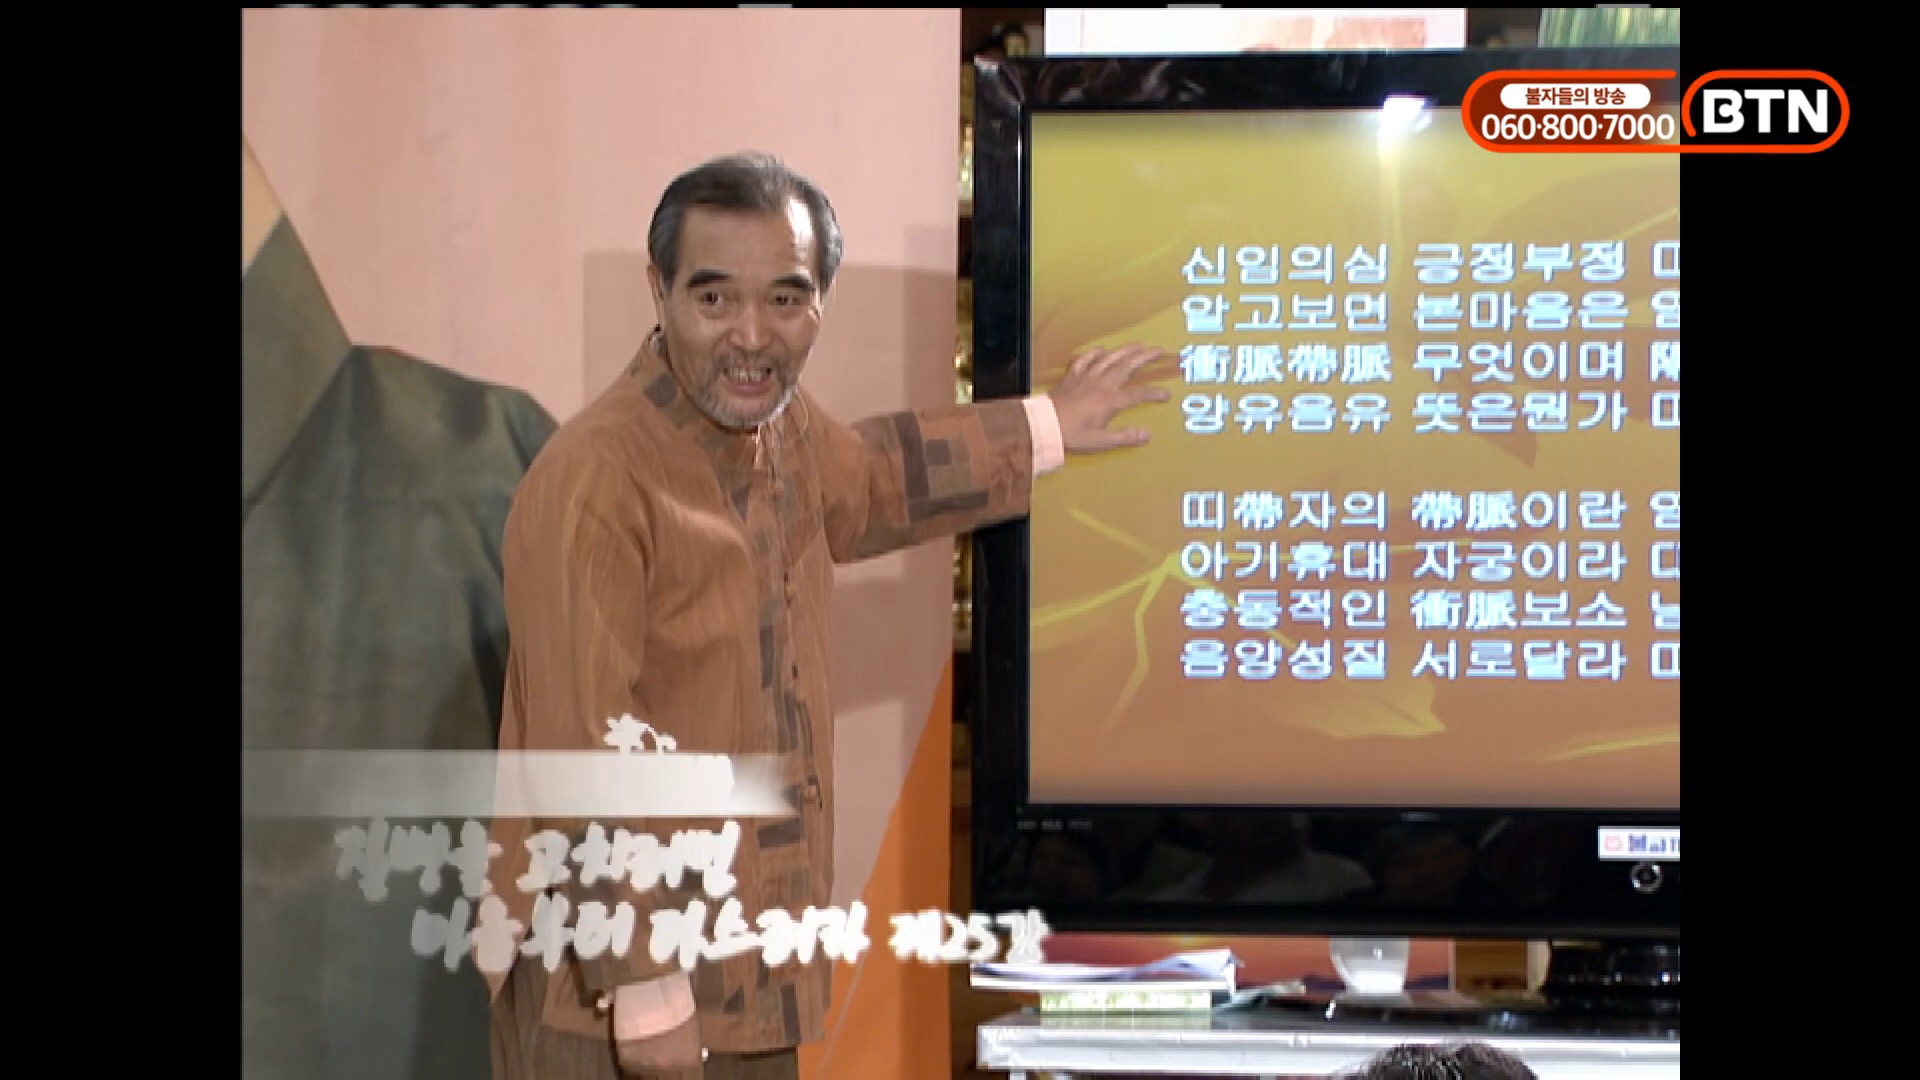 불자들의 방송
060·800·7000
BTN
신임의심 긍정부정
알고보면 본마음은
衝脈帶脈 무엇이며
양유음유 뜻은뭔가
띠帶자의 帶脈이란
아기휴대 자궁이라
충동적인 衝脈보소
음양성질 서로달라
질병을 고치려면
마음부터 다스려라 제25강